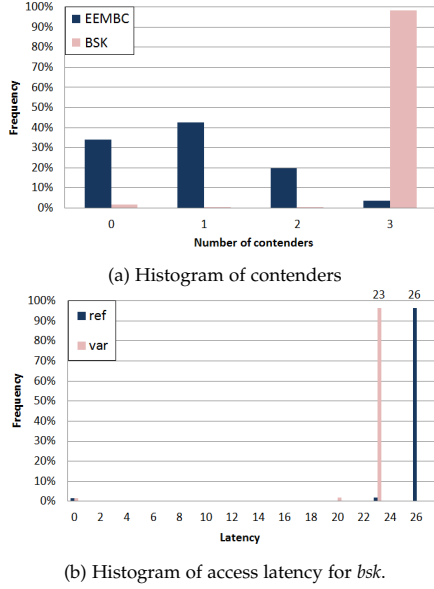 100%
90%
80%
70%
60%
50%
40%
30%
20%
10%
0%
Frequency
EEMBC
BSK
0 1 2 3
Number of contenders
(a) Histogram of contenders
23 26
100%
90%
80%
70%
60%
50%
40%
30%
20%
10%
0%
Frequency
ref
var
0 2 4 6 8 10 12 14 16 18 20 22 24 26
Latency
(b) Histogram of access latency for bsk.